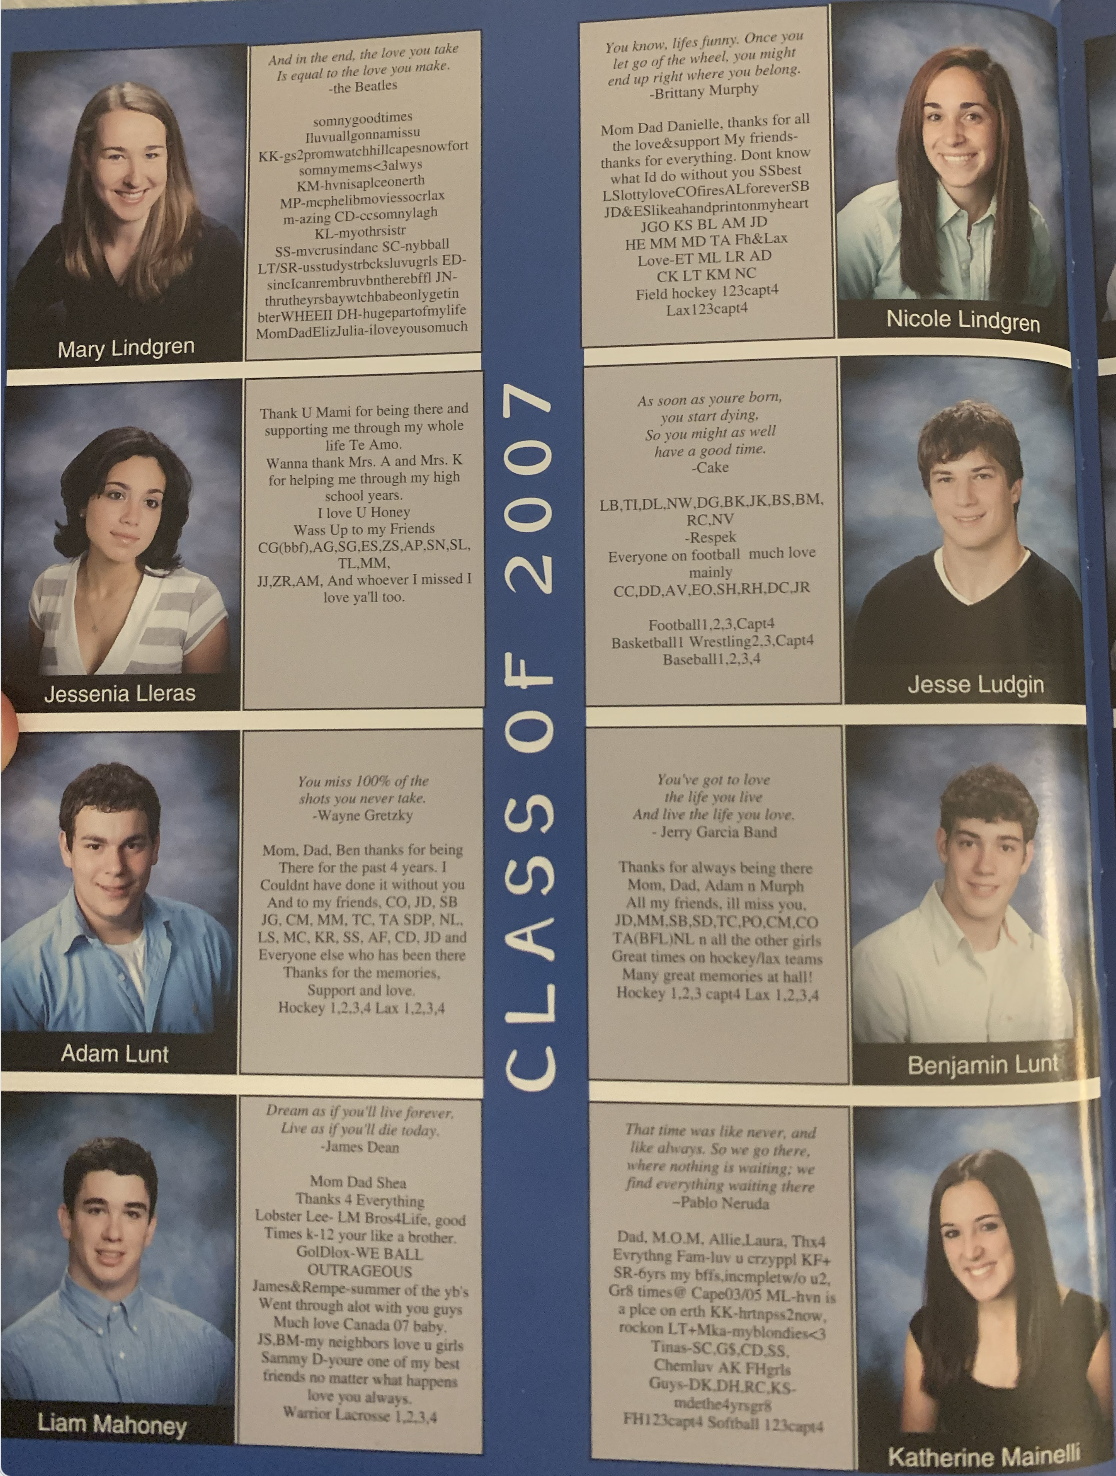 And in the end, the love you take
Is equal to the love you make.
-the Beatles
somnygoodtimes
Iluvuallgonnamissu
KK-gs2promwatchhillcapesnowfort
somnymems<3alwys
KM-hvnisaplceonerth
MP-mcphelibmoviessocrlax
m-azing CD-ccsomnylagh
KL-myothrsistr
SS-mvcrusindanc SC-nybball
LT/SR-usstudystrbcksluvugrls ED-
sincIcanrembruvbntherebffl JN-
thrutheyrsbaywtchbabeonlygetin
bterWHEEII DH-hugepartofmylife
MomDadElizJulia-iloveyousomuch
Mary Lindgren
You know, lifes funny. Once you
let go of the wheel, you might
end up right where you belong.
-Brittany Murphy
Mom Dad Danielle, thanks for all
the love&support My friends-
thanks for everything. Dont know
what Id do without you SSbest
LSlottyloveCOfiresALforeverSB
JD&ESlikeahandprintonmyheart
JGO KS BL AM JD
HE MM MD TA Fh&Lax
Love-ET ML LR AD
CK LT KM NC
Field hockey 123capt4
Lax123capt4
Nicole Lindgren
Thank U Mami for being there and
supporting me through my whole
life Te Amo.
Wanna thank Mrs. A and Mrs. K
for helping me through my high
school years.
I love U Honey
Wass Up to my Friends
CG(bbf),AG,SG,ES,ZS,AP,SN,SL,
TL,MM,
JJ,ZR,AM, And whoever I missed I
love ya'll too.
Jessenia Lleras
As soon as youre born,
you start dying,
So you might as well
have a good time.
-Cake
LB,TI,DL,NW,DG,BK,JK,BS,BM,
RC,NV
-Respek
Everyone on football much love
mainly
CC,DD,AV,EO,SH,RH,DC,JR
Football1,2,3,Capt4
Basketball1 Wrestling2,3,Capt4
Baseball1,2,3,4
Jesse Ludgin
CLASS OF 2007
You miss 100% of the
shots you never take.
-Wayne Gretzky
Mom, Dad, Ben thanks for being
There for the past 4 years. I
Couldnt have done it without you
And to my friends, CO, JD, SB
JG, CM, MM, TC, TA SDP, NL,
LS, MC, KR, SS, AF, CD, JD and
Everyone else who has been there
Thanks for the memories,
Support and love.
Hockey 1,2,3,4 Lax 1,2,3,4
Adam Lunt
You've got to love
the life you live
And live the life you love.
- Jerry Garcia Band
Thanks for always being there
Mom, Dad, Adam n Murph
All my friends, ill miss you,
JD,MM,SB,SD,TC,PO,CM,CO
TA(BFL)NL n all the other girls
Great times on hockey/lax teams
Many great memories at hall!
Hockey 1,2,3 capt4 Lax 1,2,3,4
Benjamin Lunt
Dream as if you'll live forever.
Live as if you'll die today.
-James Dean
Mom Dad Shea
Thanks 4 Everything
Lobster Lee- LM Bros4Life, good
Times k-12 your like a brother.
GolDlox-WE BALL
OUTRAGEOUS
James&Rempe-summer of the yb's
Went through alot with you guys
Much love Canada 07 baby.
JS,BM-my neighbors love u girls
Sammy D-youre one of my best
friends no matter what happens
love you always.
Warrior Lacrosse 1,2,3,4
Liam Mahoney
That time was like never, and
like always. So we go there,
where nothing is waiting; we
find everything waiting there
–Pablo Neruda
Dad, M.O.M, Allie,Laura, Thx4
Evrythng Fam-luv u crzyppl KF+
SR-6yrs my bffs,incmpletw/o u2,
Gr8 times@ Cape03/05 ML-hvn is
a plce on erth KK-hrtnpss2now,
rockon LT+Mka-myblondies<3
Tinas-SC,GS,CD,SS,
Chemluv AK FHgrls
Guys-DK,DH,RC,KS-
mdethe4yrsgr8
FH123capt4 Softball 123capt4
Katherine Mainelli